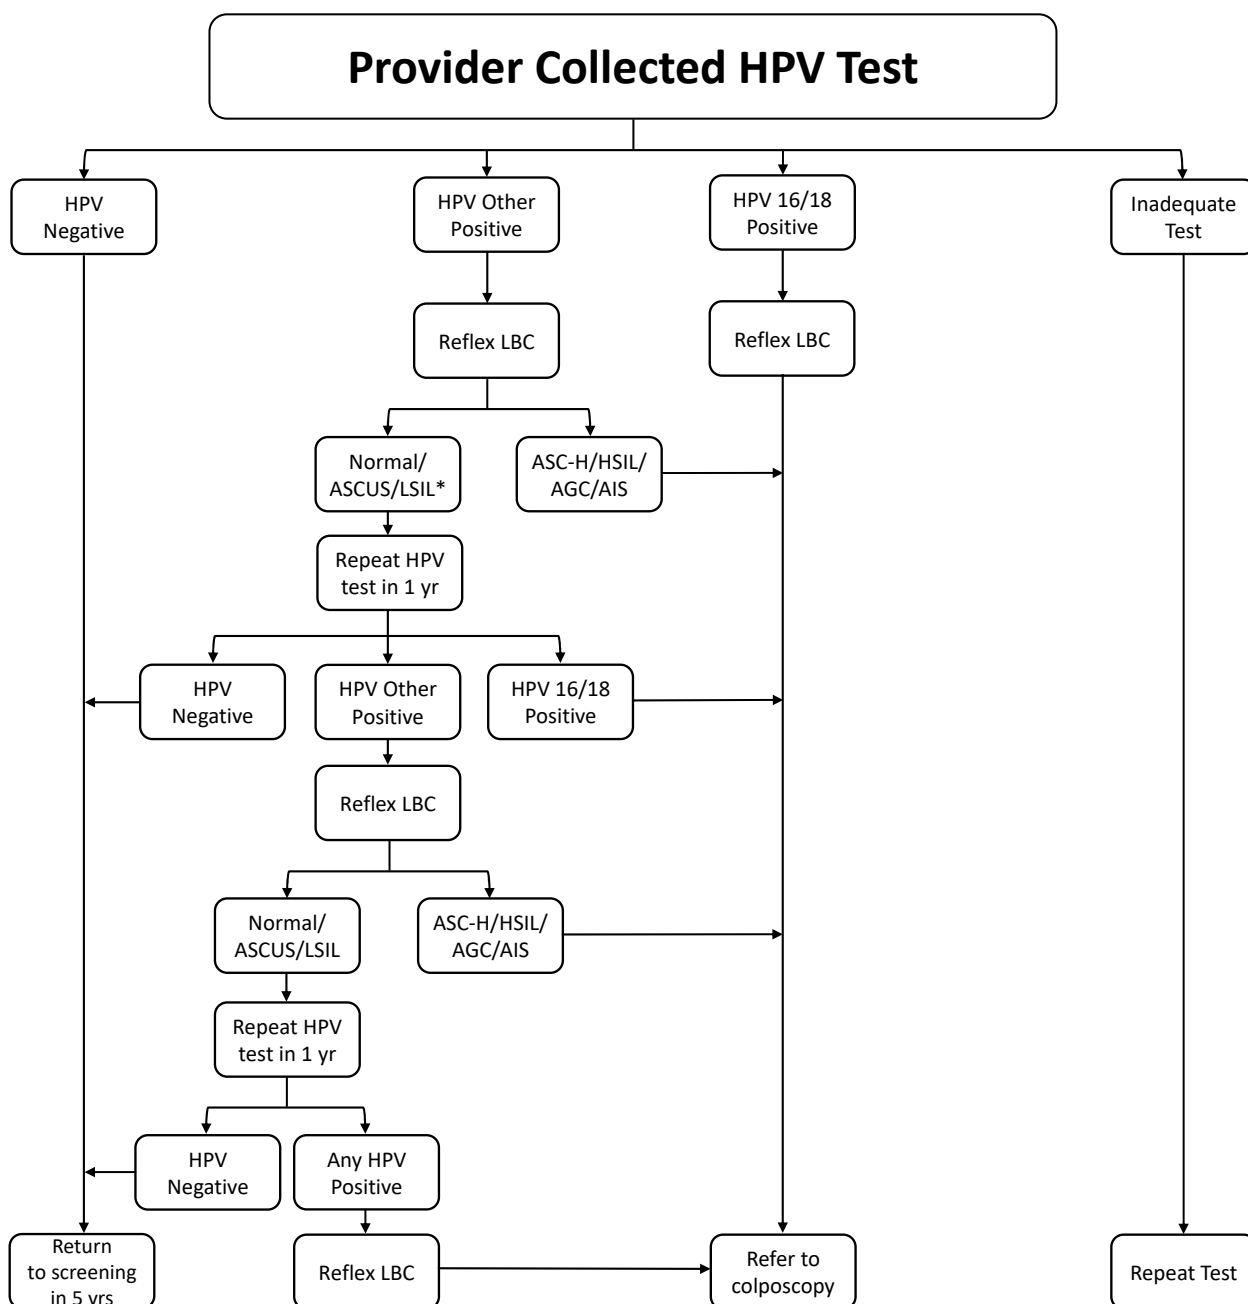 Provider Collected HPV Test
HPV
Negative
HPV Other
Positive
HPV 16/18
Positive
Inadequate
Test
Reflex LBC
Reflex LBC
Normal/
ASCUS/LSIL*
ASC-H/HSIL/
AGC/AIS
Repeat HPV
test in 1 yr
HPV
Negative
HPV Other
Positive
HPV 16/18
Positive
Reflex LBC
Normal/
ASCUS/LSIL
ASC-H/HSIL/
AGC/AIS
Repeat HPV
test in 1 yr
HPV
Negative
Any HPV
Positive
Return
to screening
in 5 yrs
Reflex LBC
Refer to
colposcopy
Repeat Test